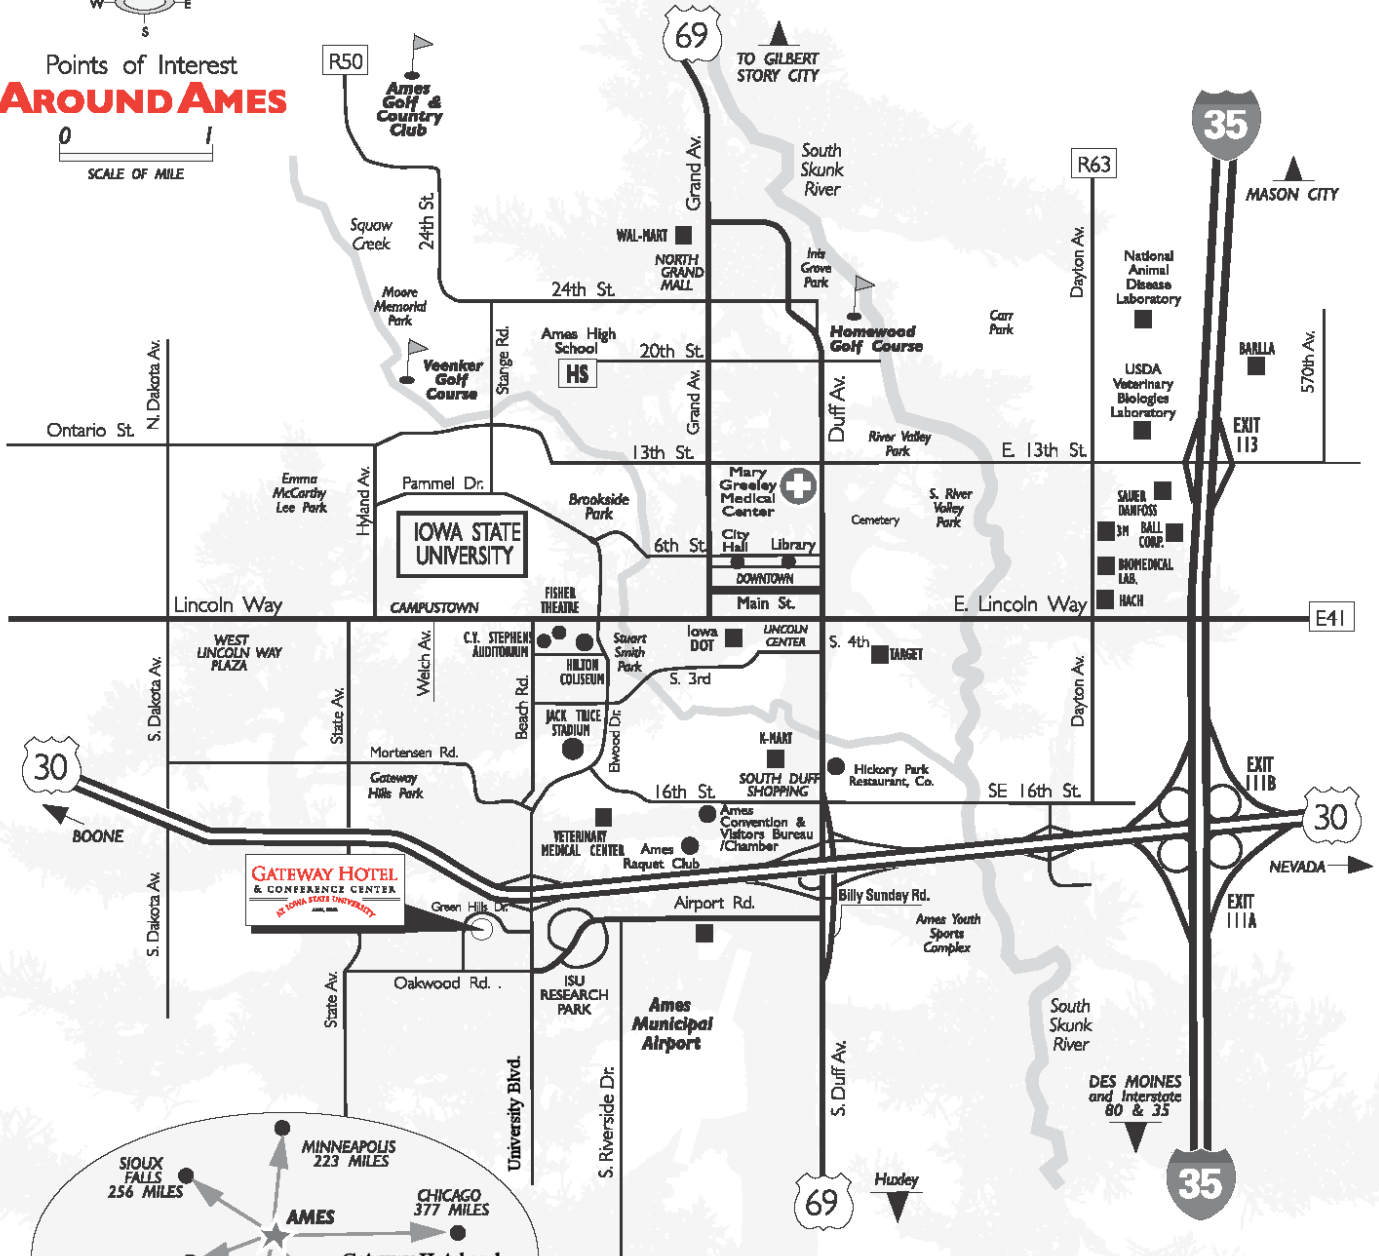 W
E
S
Points of Interest
AROUND AMES
0 1
SCALE OF MILE
R50
Ames
Golf &
Country
Club
69
TO GILBERT
STORY CITY
35
MASON CITY
R63
South
Skunk
River
Grand Av.
24th St.
Squaw
Creek
WAL-MART
NORTH
GRAND
MALL
Inis
Grove
Park
Dayton Av.
National
Animal
Disease
Laboratory
Moore
Memorial
Park
24th St.
Ames High
School
HS
20th St.
Homewood
Golf Course
Carr
Park
BARLLA
570th Av.
N. Dakota Av.
Veenker
Golf
Course
Stange Rd.
Grand Av.
Duff Av.
USDA
Veterinary
Biologies
Laboratory
EXIT
113
Ontario St.
13th St.
River Valley
Park
E. 13th St.
Emma
McCarthy
Lee Park
Hyland Av.
Pammel Dr.
Brookside
Park
Mary
Greeley
Medical
Center
S. River
Valley
Park
Cemetery
SAUER
DANFOSS
3M
BALL
CORP.
IOWA STATE
UNIVERSITY
6th St.
City
Hall
Library
DOWNTOWN
BIOMEDICAL
LAB.
HACH
Lincoln Way
CAMPUSTOWN
FISHER
THEATRE
Main St.
E. Lincoln Way
E41
WEST
LINCOLN WAY
PLAZA
Welch Av.
C.Y. STEPHENS
AUDITORIUM
HILTON
COLISEUM
Stuart
Smith
Park
Iowa
DOT
LINCOLN
CENTER
S. 4th
TARGET
S. 3rd
S. Dakota Av.
State Av.
Beach Rd.
JACK TRICE
STADIUM
Elwood Dr.
Dayton Av.
30
Mortensen Rd.
K-MART
SOUTH DUFF
SHOPPING
Hickory Park
Restaurant, Co.
EXIT
111B
Gateway
Hills Park
16th St.
SE 16th St.
30
BOONE
VETERINARY
MEDICAL CENTER
Ames
Convention &
Visitors Bureau
/Chamber
Ames
Raquet Club
NEVADA
GATEWAY HOTEL
& CONFERENCE CENTER
AT IOWA STATE UNIVERSITY
S. Dakota Av.
Green Hills Dr.
Airport Rd.
Billy Sunday Rd.
Ames Youth
Sports
Complex
EXIT
111A
State Av.
Oakwood Rd.
ISU
RESEARCH
PARK
Ames
Municipal
Airport
South
Skunk
River
University Blvd.
S. Riverside Dr.
S. Duff Av.
DES MOINES
and Interstate
80 & 35
35
69
Huxley
MINNEAPOLIS
223 MILES
SIOUX
FALLS
256 MILES
CHICAGO
377 MILES
AMES